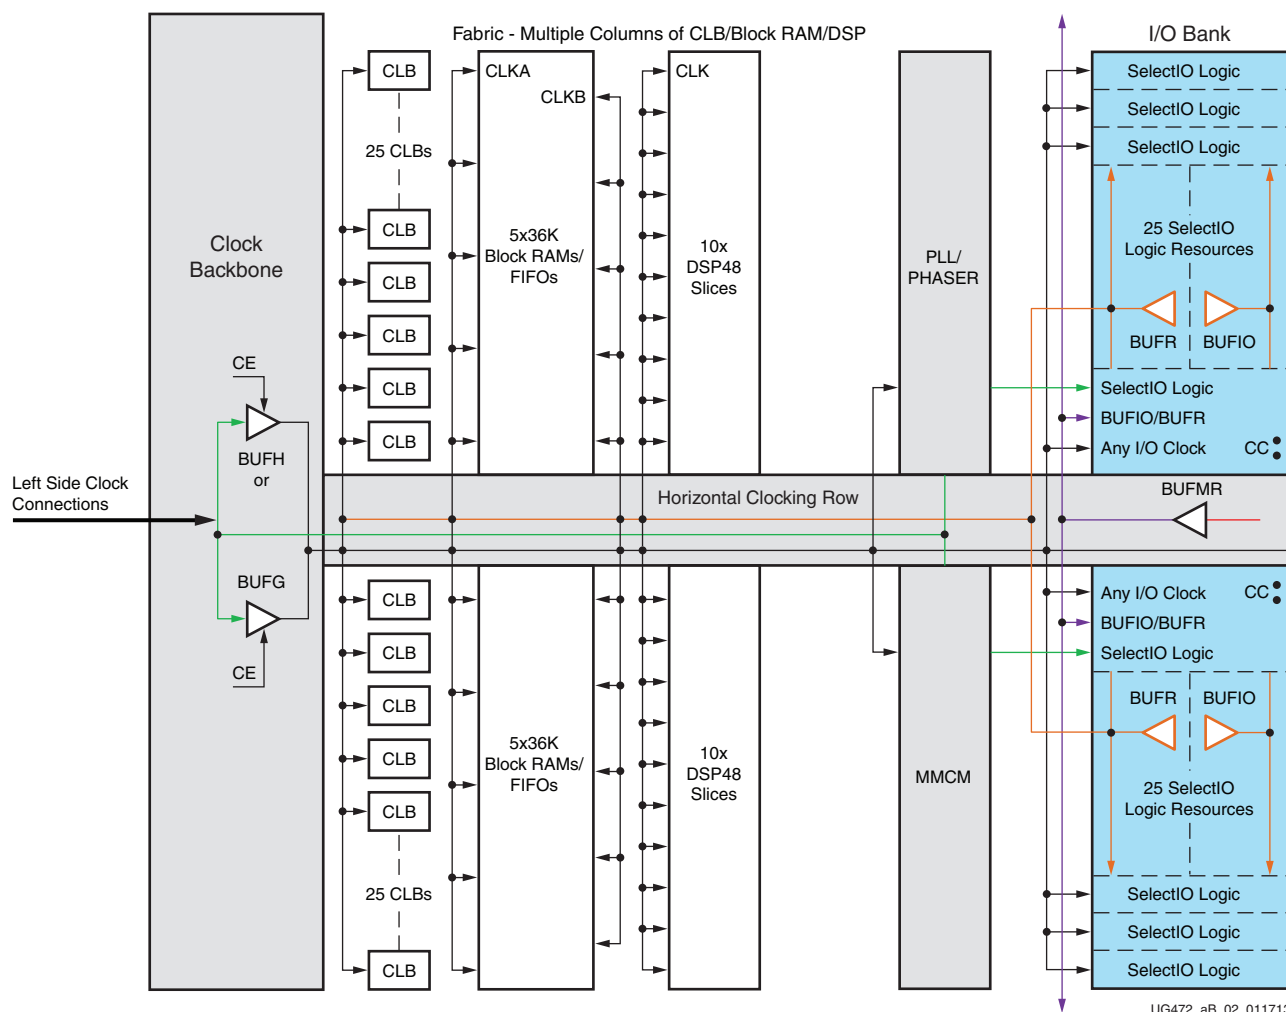 Fabric - Multiple Columns of CLB/Block RAM/DSP
I/O Bank
Clock
Backbone
CE
BUFH
or
BUFG
CE
Left Side Clock
Connections
CLB
25 CLBs
CLB
CLB
CLB
CLB
CLB
CLKA
CLKB
5x36K
Block RAMs/
FIFOs
CLK
10x
DSP48
Slices
PLL/
PHASER
SelectIO Logic
SelectIO Logic
SelectIO Logic
25 SelectIO
Logic Resources
BUFR
BUFIO
SelectIO Logic
BUFIO/BUFR
Any I/O Clock
CC
Horizontal Clocking Row
BUFMR
CLB
CLB
CLB
CLB
CLB
25 CLBs
CLB
5x36K
Block RAMs/
FIFOs
10x
DSP48
Slices
MMCM
Any I/O Clock
CC
BUFIO/BUFR
SelectIO Logic
BUFR
BUFIO
25 SelectIO
Logic Resources
SelectIO Logic
SelectIO Logic
SelectIO Logic
UG472_aB_02_011713